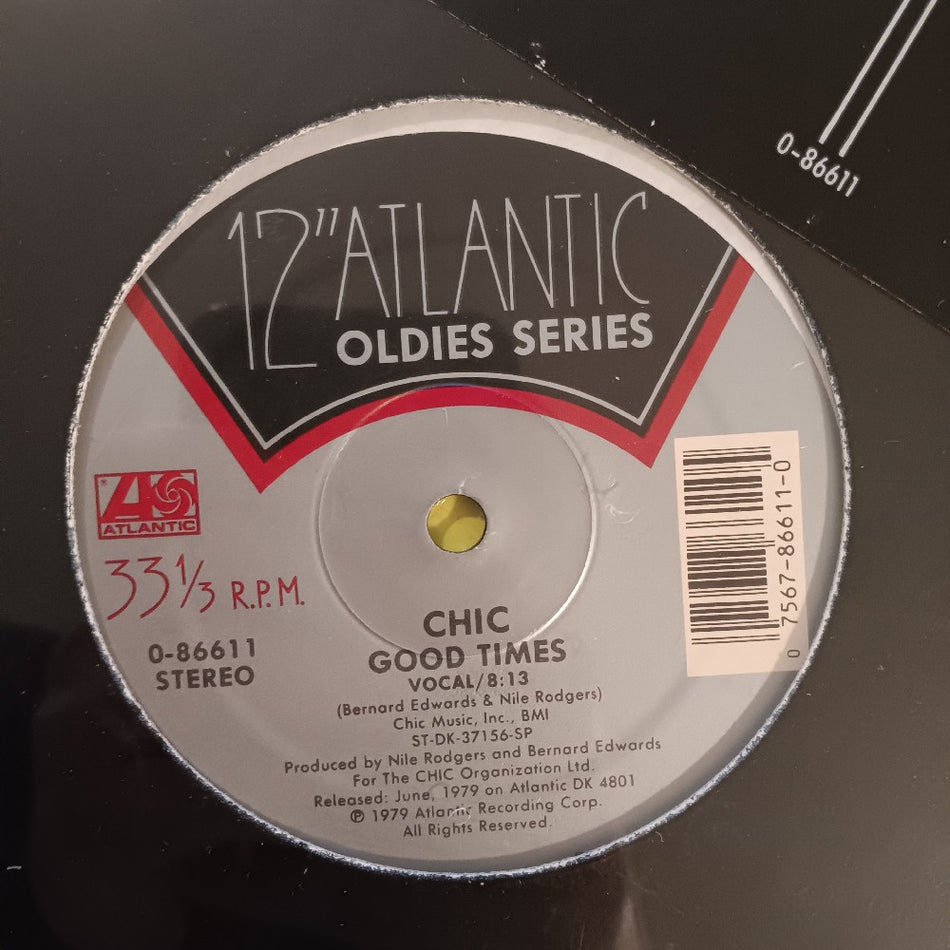 0-86611
12" ATLANTIC
OLDIES SERIES
® ATLANTIC
33 1/3 R.P.M.
0-86611
STEREO
0 7567-86611-0
CHIC
GOOD TIMES
VOCAL/8:13
(Bernard Edwards & Nile Rodgers)
Chic Music, Inc., BMI
ST-DK-37156-SP
Produced by Nile Rodgers and Bernard Edwards
For The CHIC Organization Ltd.
Released: June, 1979 on Atlantic DK 4801
℗ 1979 Atlantic Recording Corp.
All Rights Reserved.